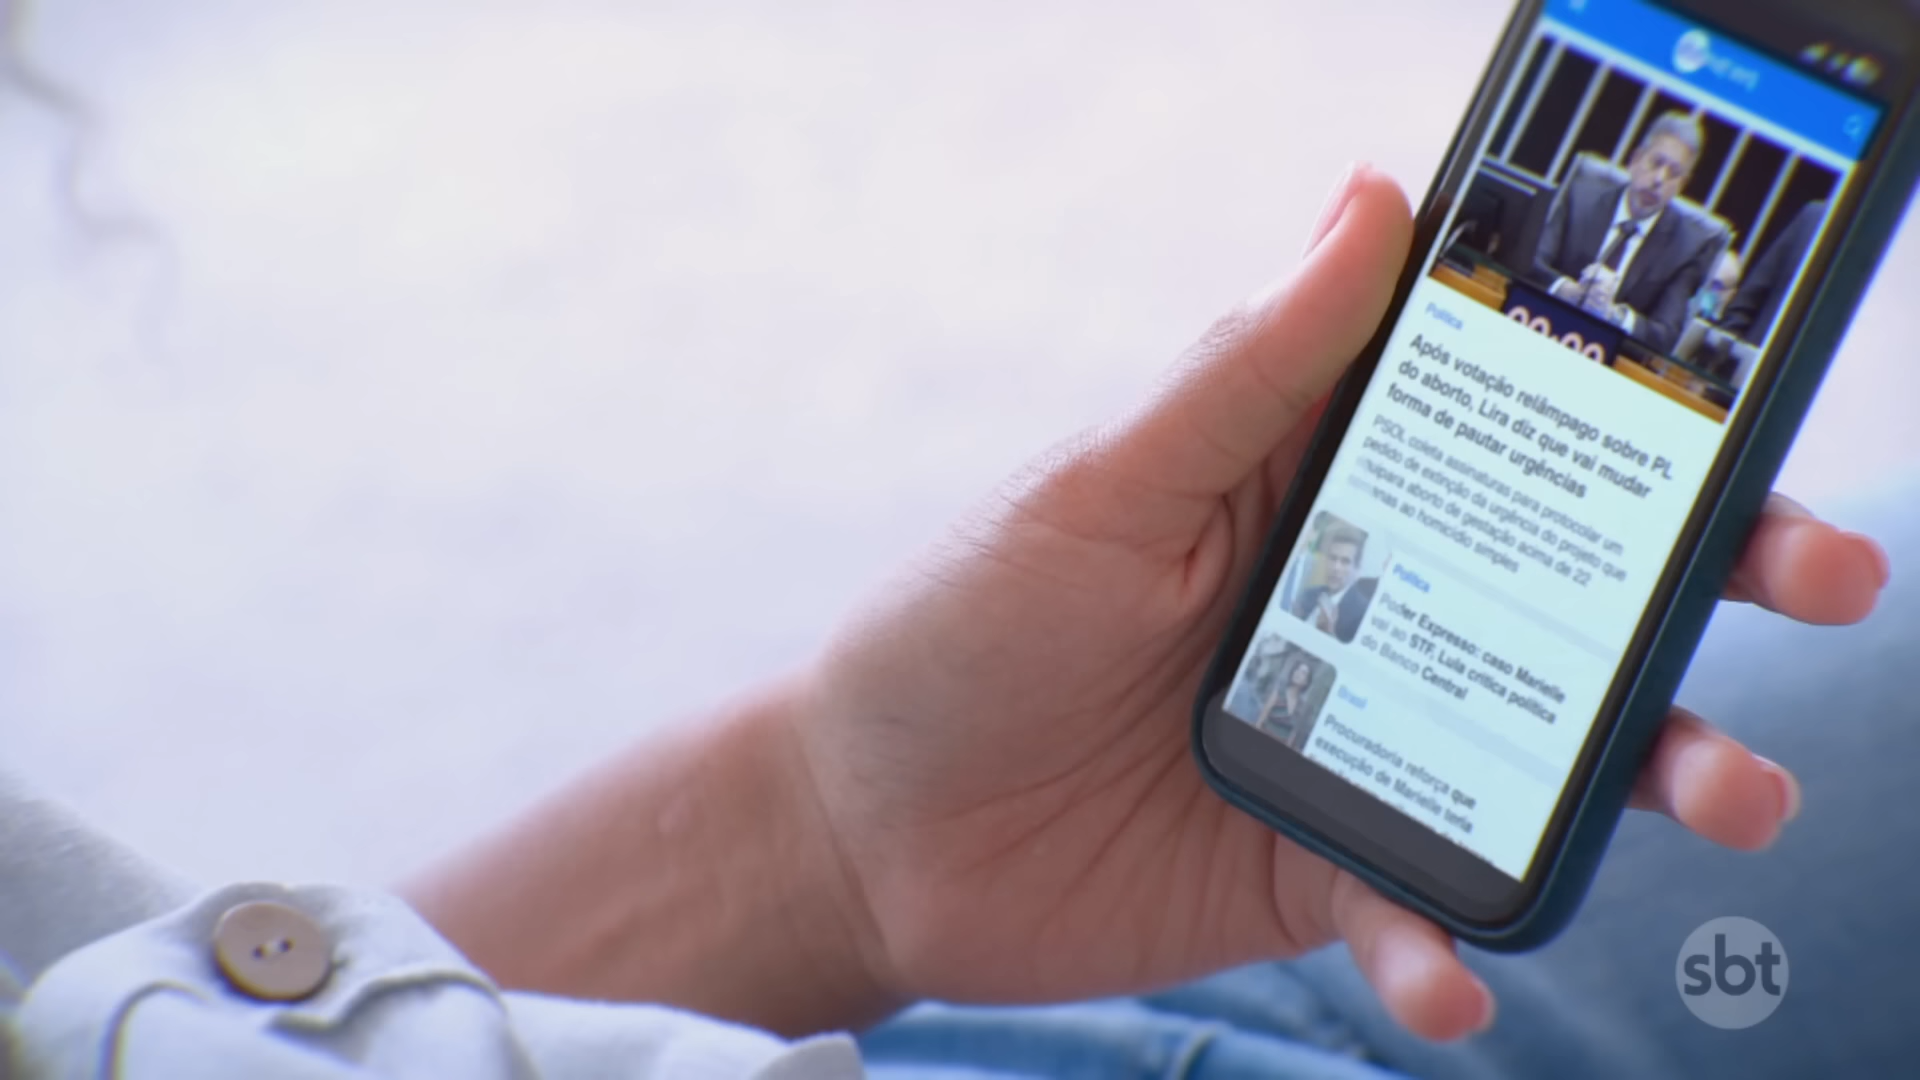 news
00:00
Política
Após votação relâmpago sobre PL
do aborto, Lira diz que vai mudar
forma de pautar urgências
PSOL coleta assinaturas para protocolar um
pedido de extinção da urgência do projeto que
equipara aborto de gestação acima de 22
semanas ao homicídio simples
Política
Poder Expresso: caso Marielle
vai ao STF, Lula critica política
do Banco Central
Brasil
Procuradoria reforça que
execução de Marielle teria
sbt